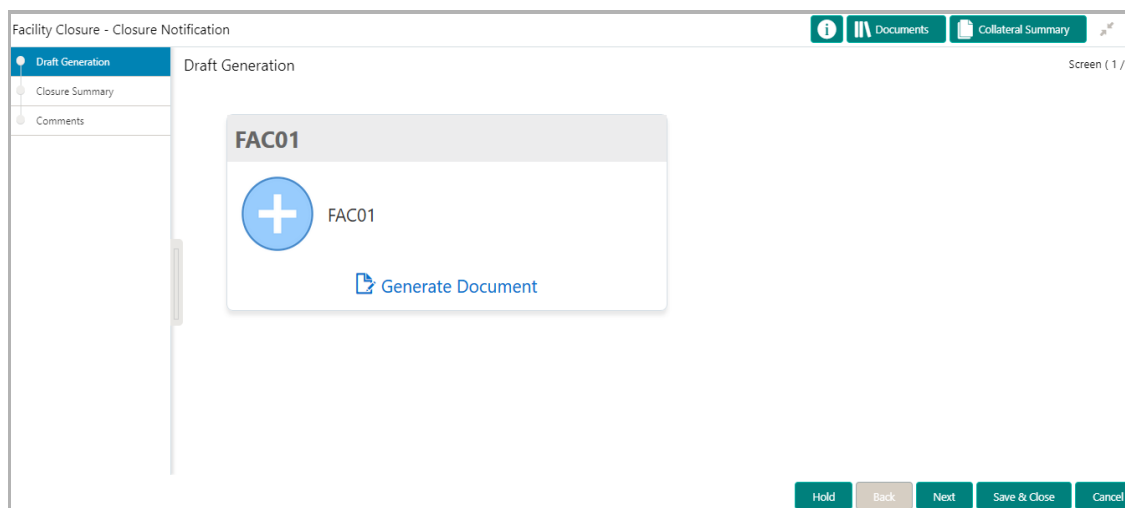 Facility Closure - Closure Notification
i
Documents
Collateral Summary
Draft Generation
Closure Summary
Comments
Draft Generation
Screen ( 1 /
FAC01
FAC01
Generate Document
Hold
Back
Next
Save & Close
Cancel